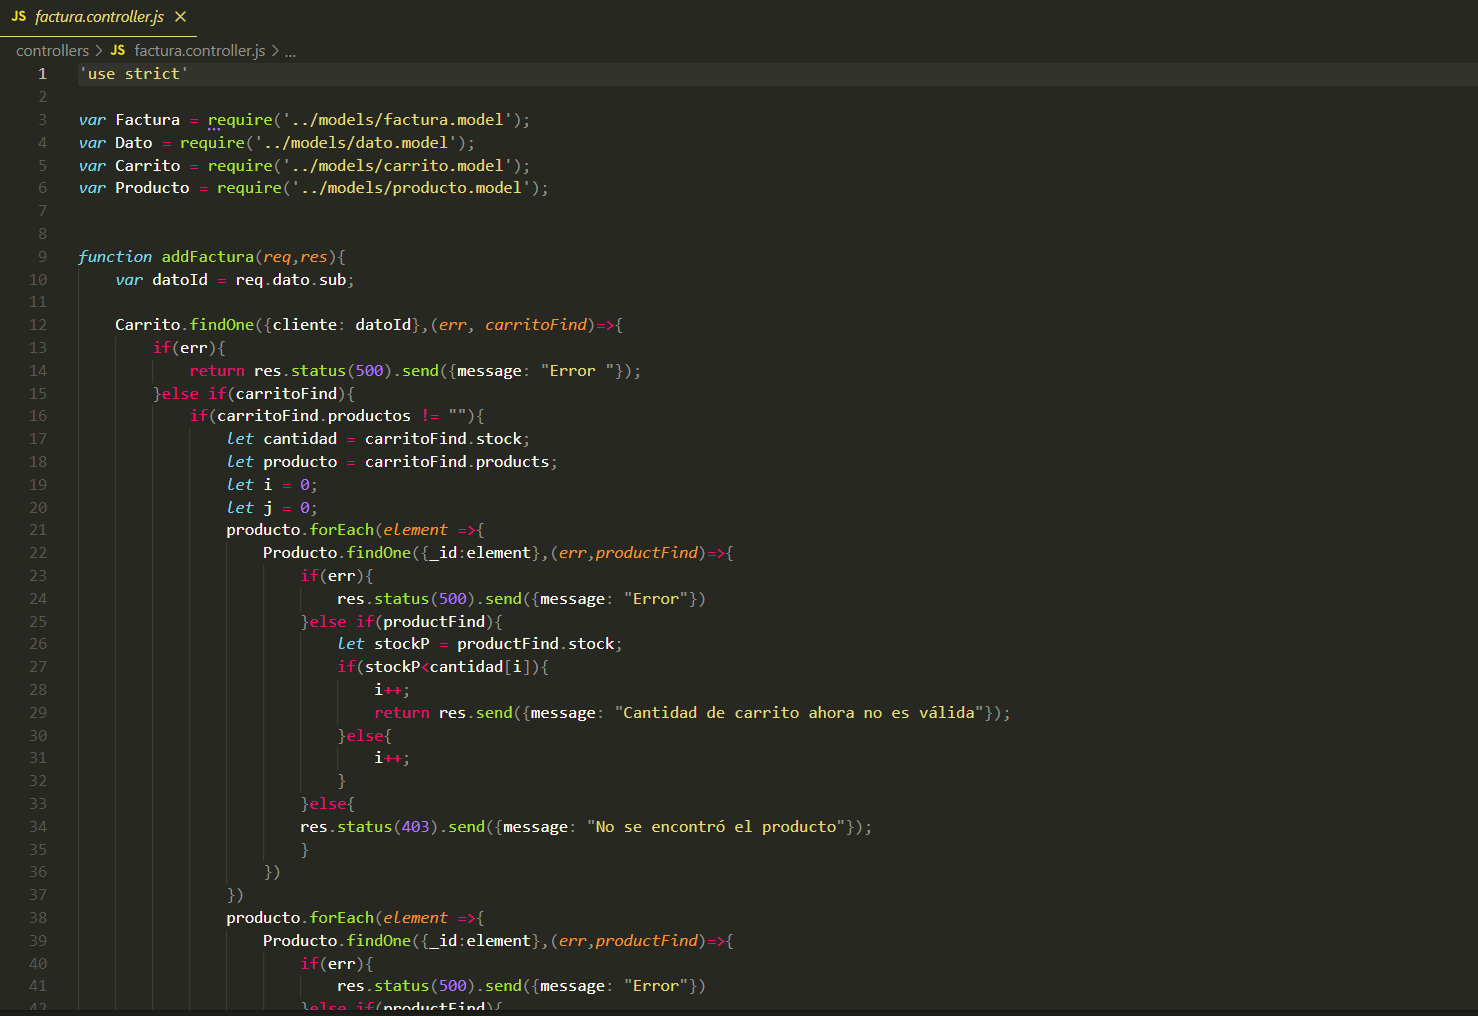 JS factura.controller.js ×
controllers > JS factura.controller.js > ...
1 'use strict'
2
3 var Factura = require('../models/factura.model');
4 var Dato = require('../models/dato.model');
5 var Carrito = require('../models/carrito.model');
6 var Producto = require('../models/producto.model');
7
8
9 function addFactura(req,res){
10 var datoId = req.dato.sub;
11
12 Carrito.findOne({cliente: datoId},(err, carritoFind)=>{
13 if(err){
14 return res.status(500).send({message: "Error "});
15 }else if(carritoFind){
16 if(carritoFind.productos != ""){
17 let cantidad = carritoFind.stock;
18 let producto = carritoFind.products;
19 let i = 0;
20 let j = 0;
21 producto.forEach(element =>{
22 Producto.findOne({_id:element},(err,productFind)=>{
23 if(err){
24 res.status(500).send({message: "Error"})
25 }else if(productFind){
26 let stockP = productFind.stock;
27 if(stockP<cantidad[i]){
28 i++;
29 return res.send({message: "Cantidad de carrito ahora no es válida"});
30 }else{
31 i++;
32 }
33 }else{
34 res.status(403).send({message: "No se encontró el producto"});
35 }
36 })
37 })
38 producto.forEach(element =>{
39 Producto.findOne({_id:element},(err,productFind)=>{
40 if(err){
41 res.status(500).send({message: "Error"})
42 }else if(productFind){